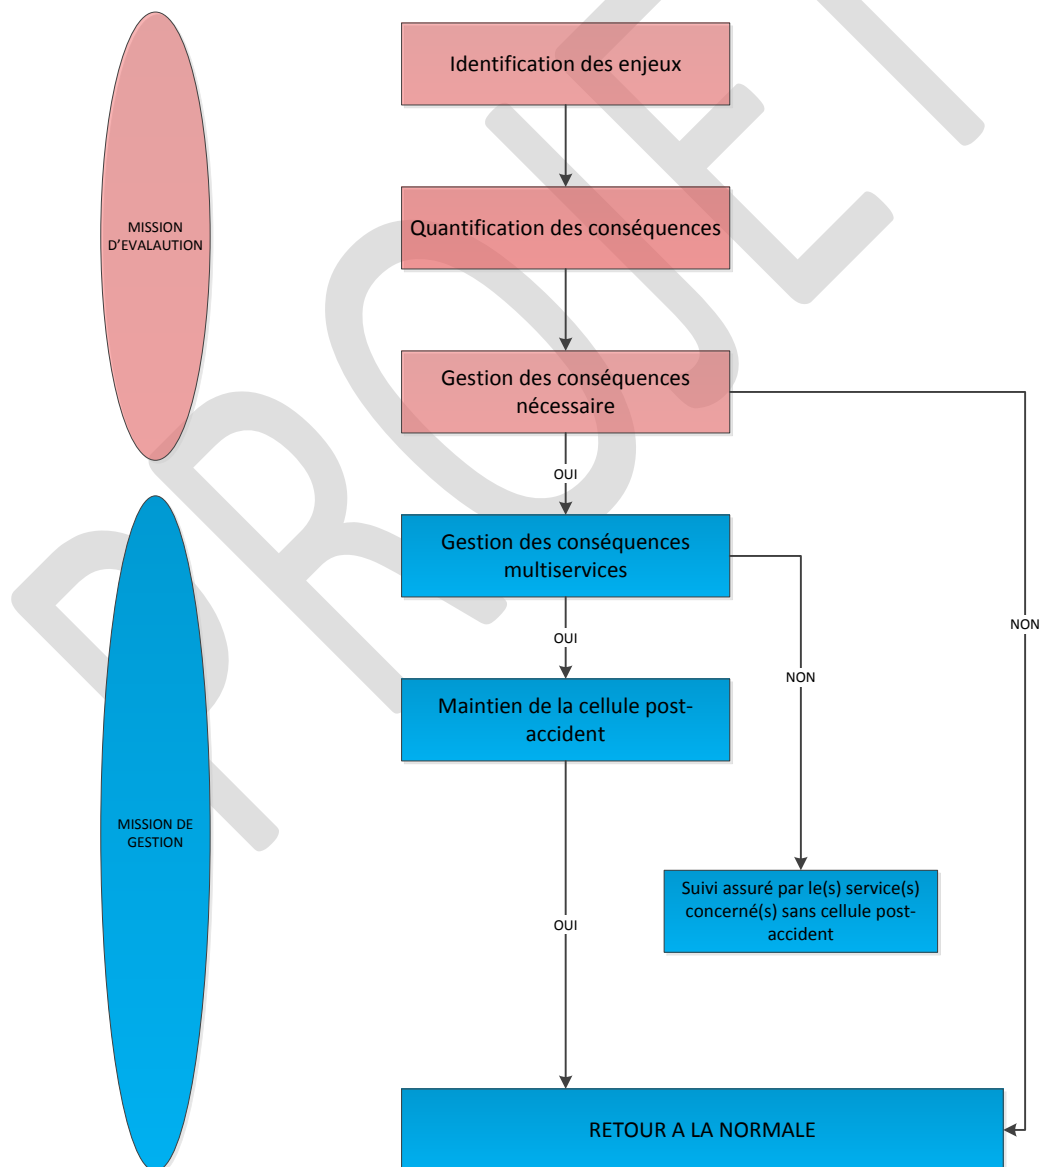 Identification des enjeux
MISSION
D'EVALAUTION
Quantification des conséquences
Gestion des conséquences
nécessaire
OUI
Gestion des conséquences
multiservices
OUI
NON
NON
Maintien de la cellule post-
accident
MISSION DE
GESTION
Suivi assuré par le(s) service(s)
concerné(s) sans cellule post-
accident
OUI
RETOUR A LA NORMALE
PROJET